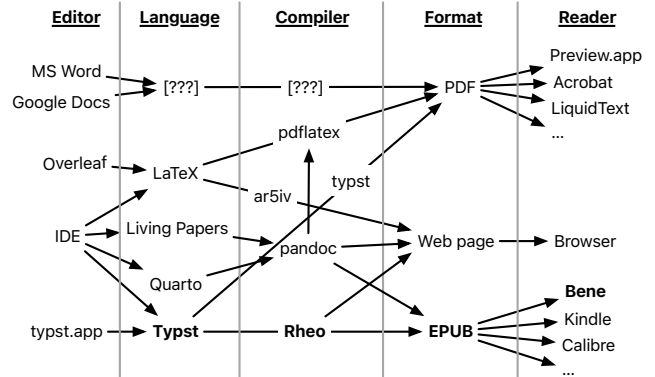 Editor Language Compiler Format Reader
MS Word
Google Docs
[???]
[???]
PDF
Preview.app
Acrobat
LiquidText
...
pdflatex
Overleaf
LaTeX
typst
ar5iv
IDE
Living Papers
pandoc
Web page
Browser
Quarto
typst.app
Typst
Rheo
EPUB
Bene
Kindle
Calibre
...